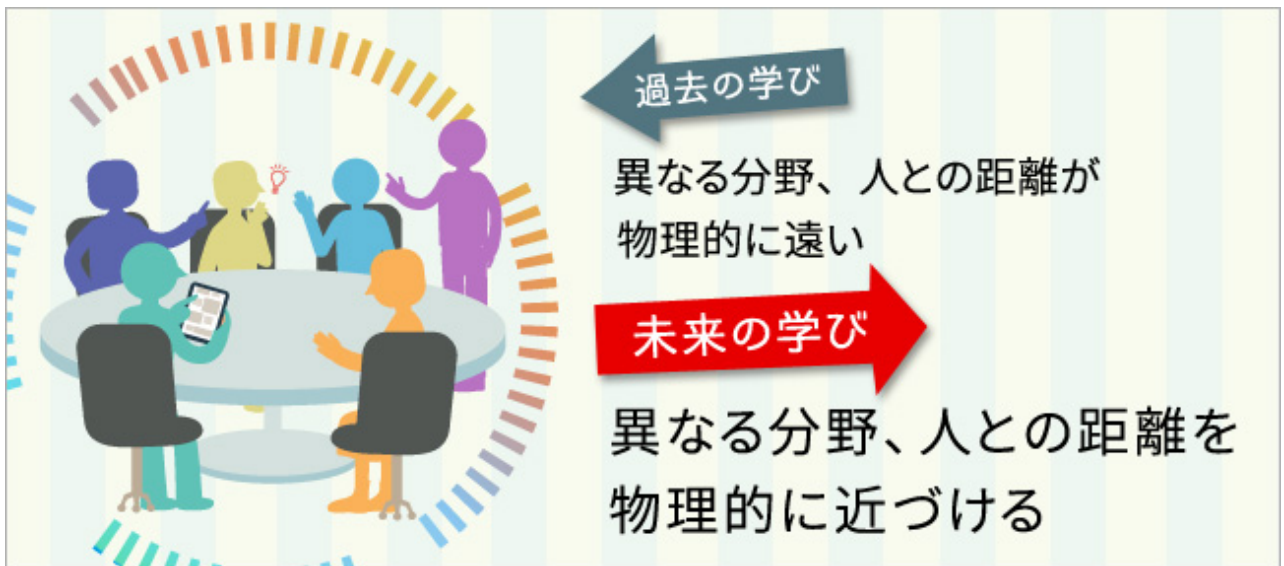 過去の学び
異なる分野、人との距離が
物理的に遠い
未来の学び
異なる分野、人との距離を
物理的に近づける